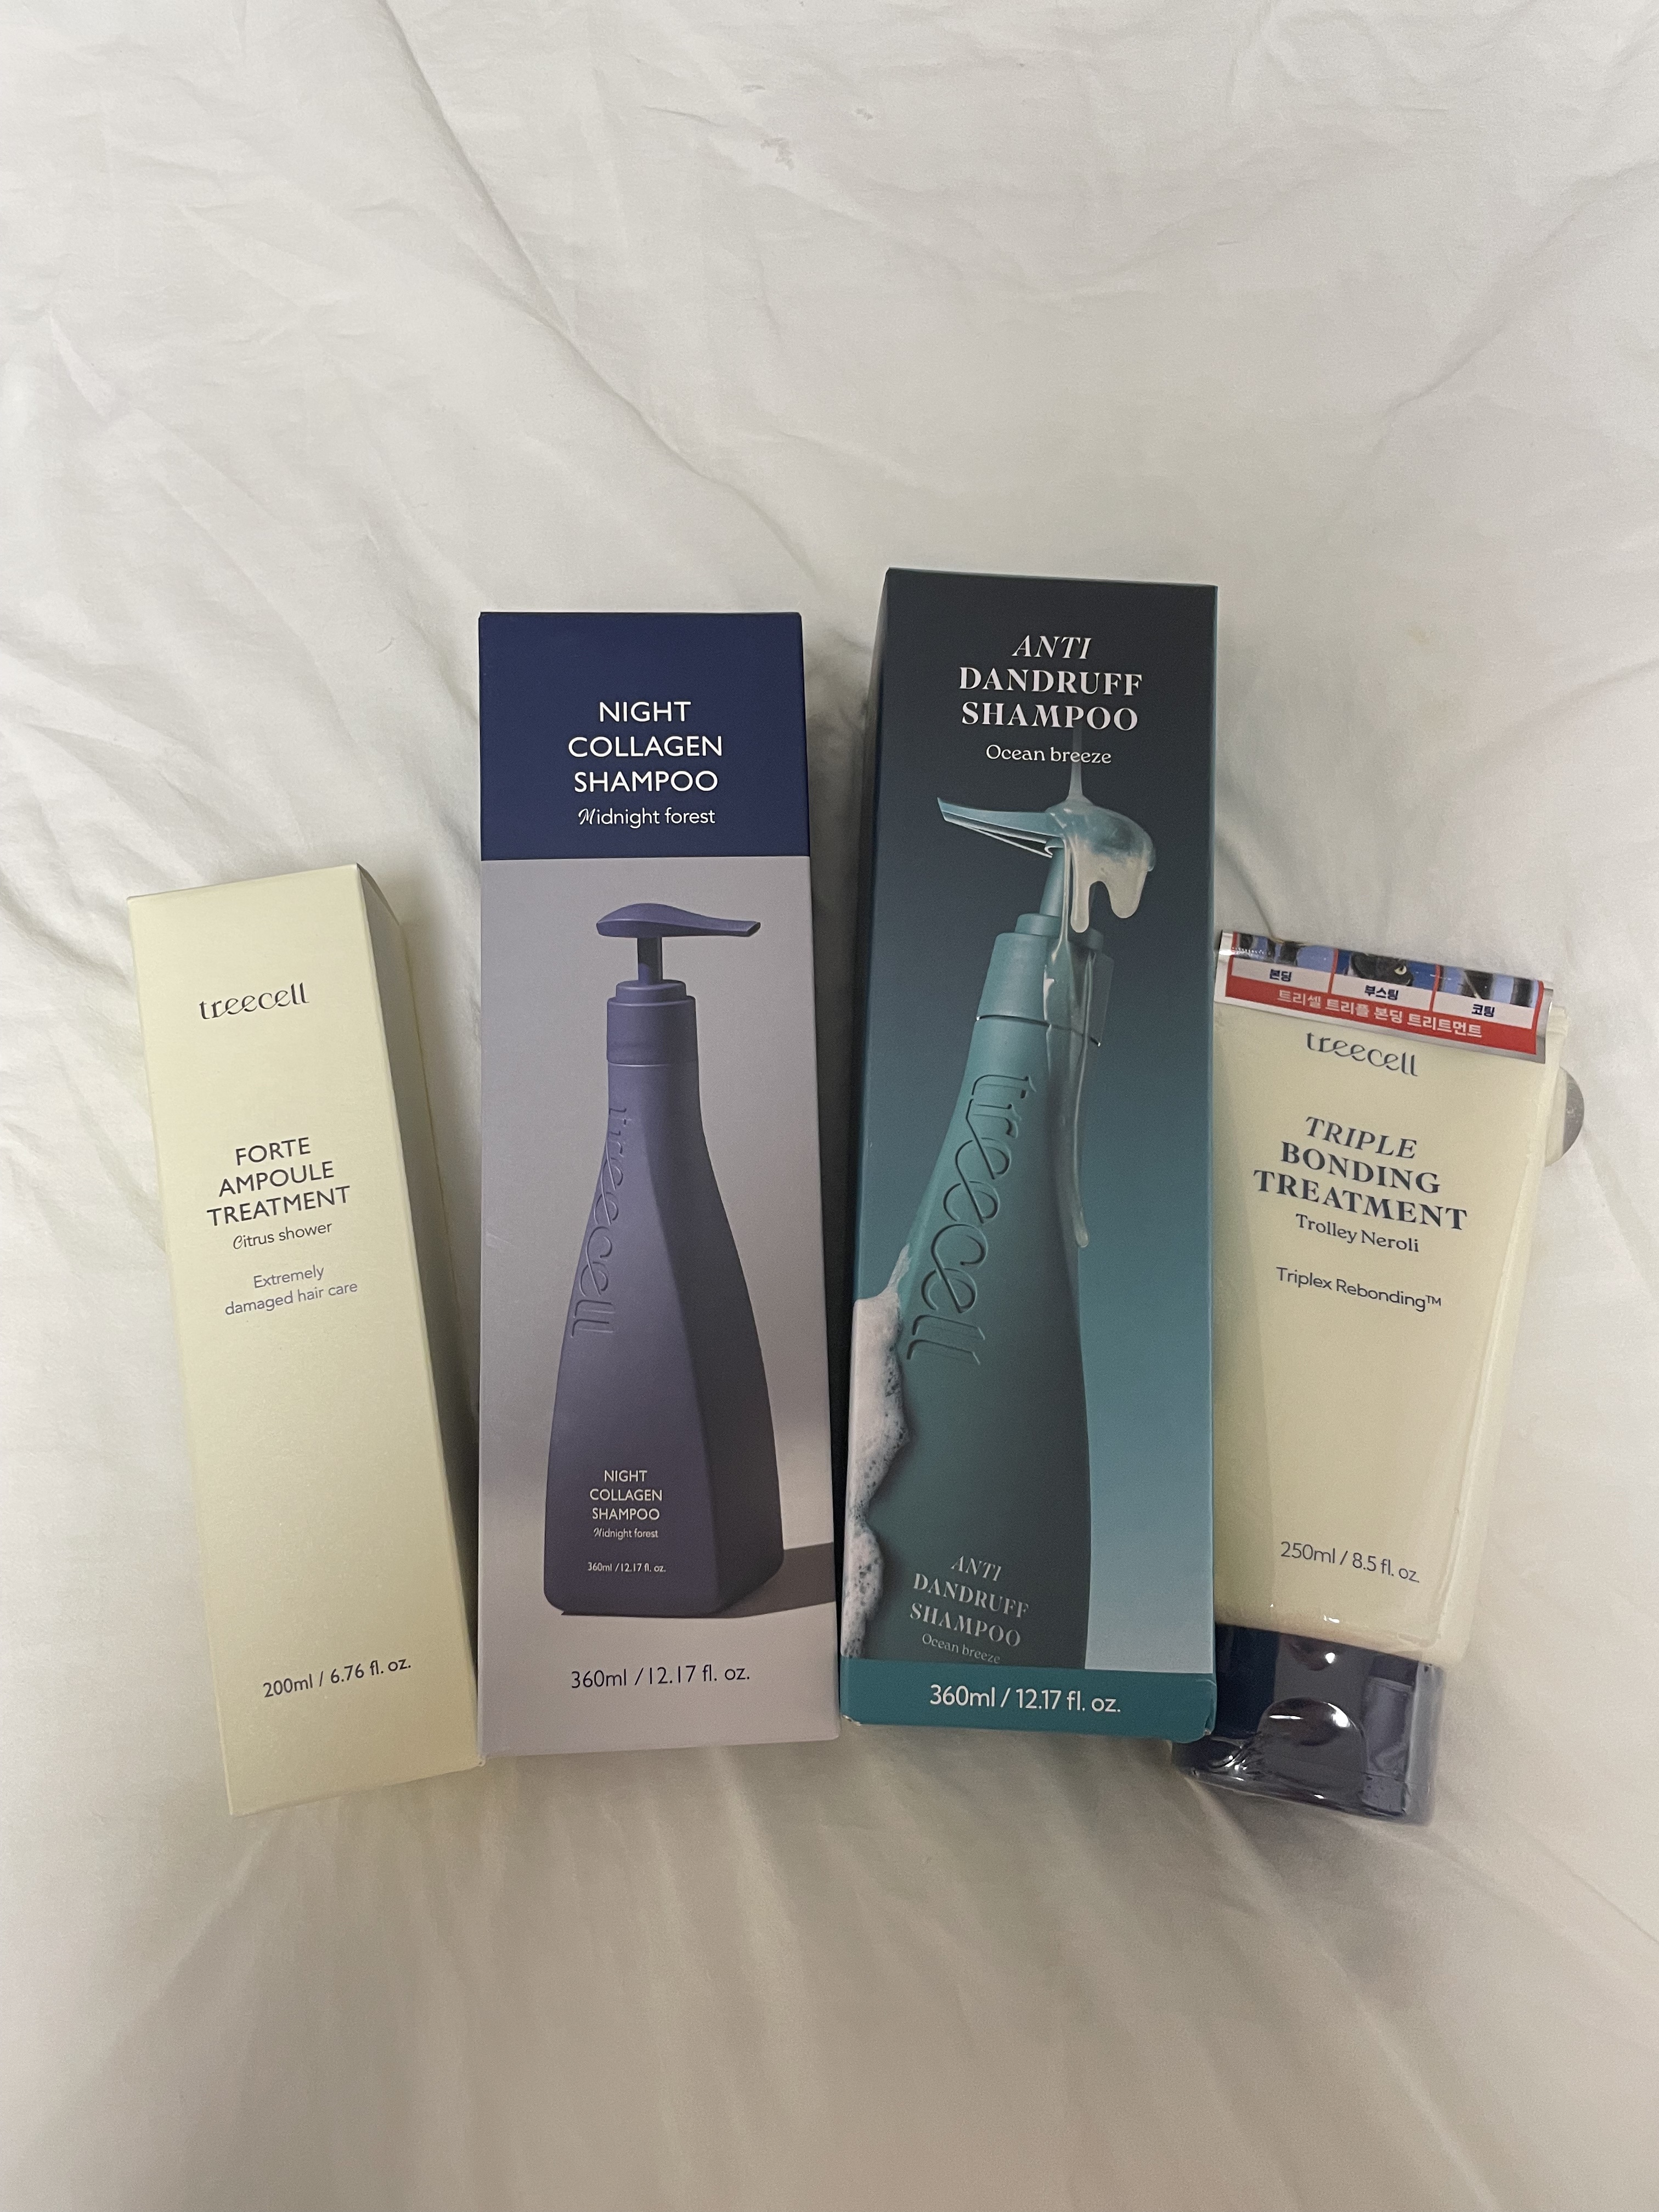 treecell
FORTE
AMPOULE
TREATMENT
Citrus shower
Extremely
damaged hair care
200ml / 6.76 fl. oz.
NIGHT
COLLAGEN
SHAMPOO
Midnight forest
treecell
NIGHT
COLLAGEN
SHAMPOO
Midnight forest
360ml / 12.17 fl. oz.
360ml / 12.17 fl. oz.
ANTI
DANDRUFF
SHAMPOO
Ocean breeze
treecell
ANTI
DANDRUFF
SHAMPOO
Ocean breeze
360ml / 12.17 fl. oz.
본딩 부스팅 코팅
트리셀 트리플 본딩 트리트먼트
treecell
TRIPLE
BONDING
TREATMENT
Trolley Neroli
Triplex Rebonding™
250ml / 8.5 fl. oz.